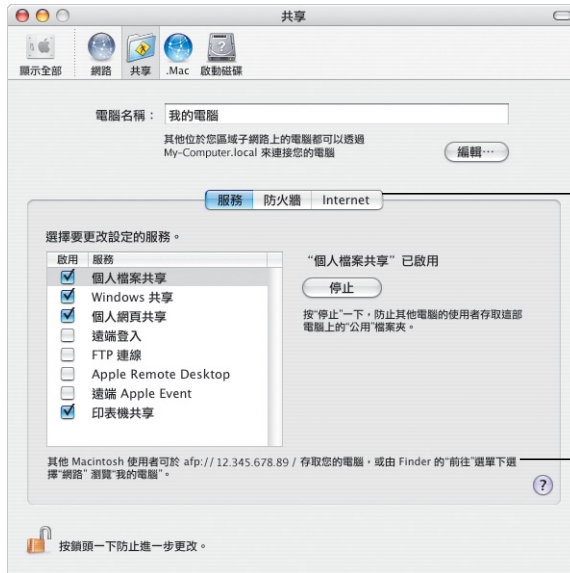 共享
顯示全部 網路 共享 .Mac 啟動磁碟
電腦名稱： 我的電腦
其他位於您區域子網路上的電腦都可以透過
My-Computer.local 來連接您的電腦
編輯…
服務 防火牆 Internet
選擇要更改設定的服務。
啟用 服務
個人檔案共享
Windows 共享
個人網頁共享
遠端登入
FTP 連線
Apple Remote Desktop
遠端 Apple Event
印表機共享
“個人檔案共享”已啟用
停止
按“停止”一下，防止其他電腦的使用者存取這部
電腦上的“公用”檔案夾。
其他 Macintosh 使用者可於 afp:// 12.345.678.89 / 存取您的電腦，或由 Finder 的“前往”選單下選
擇“網路” 瀏覽“我的電腦”。
?
按鎖頭一下防止進一步更改。